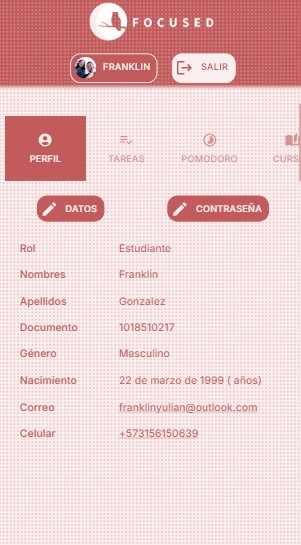 FOCUSED
FRANKLIN
SALIR
PERFIL
TAREAS
POMODORO
CURS
DATOS
CONTRASEÑA
Rol Estudiante
Nombres Franklin
Apellidos Gonzalez
Documento 1018510217
Género Masculino
Nacimiento 22 de marzo de 1999 ( años)
Correo franklinyulian@outlook.com
Celular +573156150639